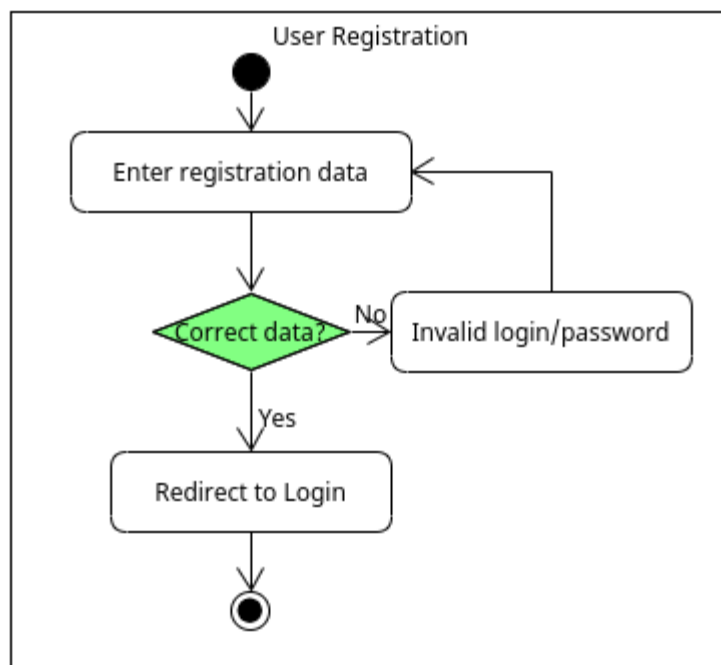 User Registration
Enter registration data
Correct data?
No
Invalid login/password
Yes
Redirect to Login